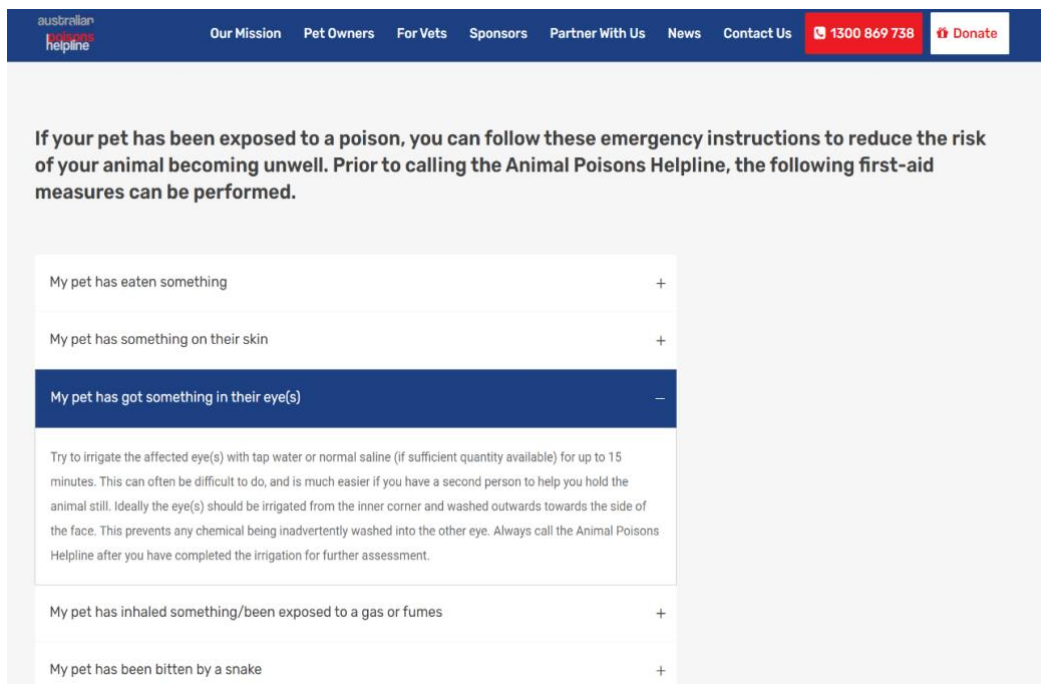 australian
poisons
helpline
Our Mission Pet Owners For Vets Sponsors Partner With Us News Contact Us 1300 869 738 Donate
If your pet has been exposed to a poison, you can follow these emergency instructions to reduce the risk
of your animal becoming unwell. Prior to calling the Animal Poisons Helpline, the following first-aid
measures can be performed.
My pet has eaten something +
My pet has something on their skin +
My pet has got something in their eye(s) –
Try to irrigate the affected eye(s) with tap water or normal saline (if sufficient quantity available) for up to 15
minutes. This can often be difficult to do, and is much easier if you have a second person to help you hold the
animal still. Ideally the eye(s) should be irrigated from the inner corner and washed outwards towards the side of
the face. This prevents any chemical being inadvertently washed into the other eye. Always call the Animal Poisons
Helpline after you have completed the irrigation for further assessment.
My pet has inhaled something/been exposed to a gas or fumes +
My pet has been bitten by a snake +